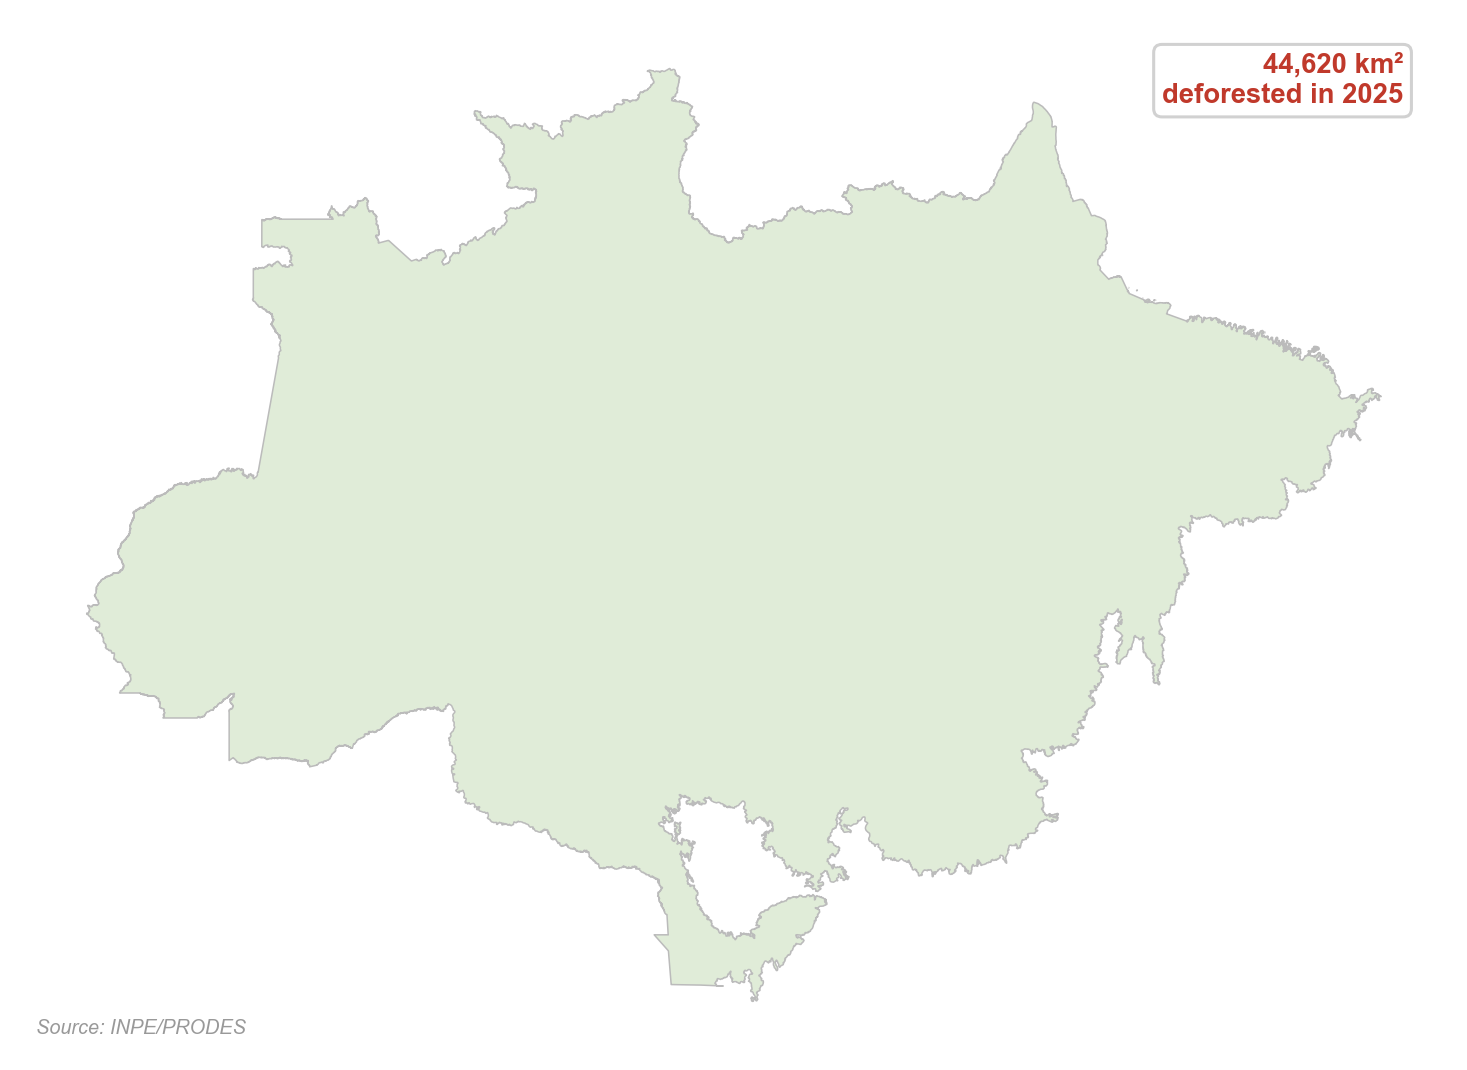 44,620 km²
deforested in 2025
Source: INPE/PRODES